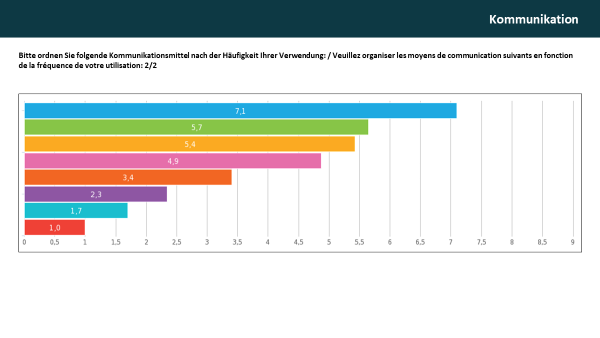 Kommunikation
Bitte ordnen Sie folgende Kommunikationsmittel nach der Häufigkeit Ihrer Verwendung: / Veuillez organiser les moyens de communication suivants en fonction
de la fréquence de votre utilisation: 2/2
7,1
5,7
5,4
4,9
3,4
2,3
1,7
1,0
0 0,5 1 1,5 2 2,5 3 3,5 4 4,5 5 5,5 6 6,5 7 7,5 8 8,5 9